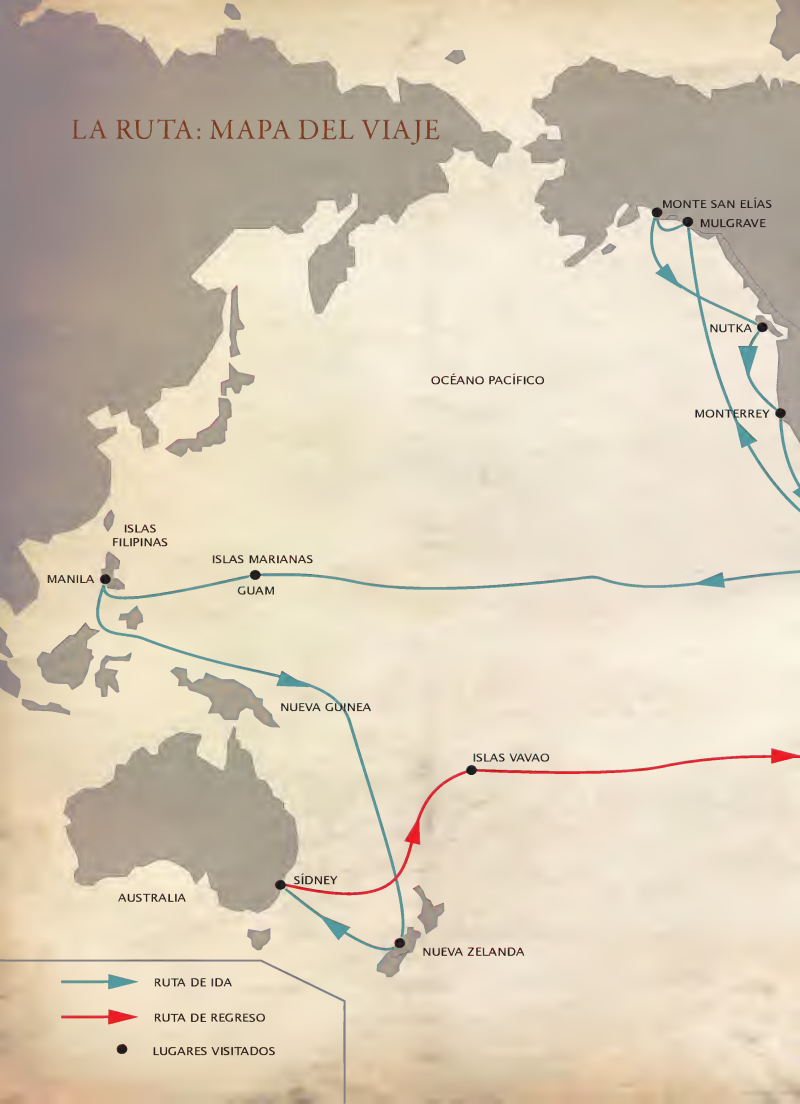 LA RUTA: MAPA DEL VIAJE
MONTE SAN ELÍAS
MULGRAVE
NUTKA
OCÉANO PACÍFICO
MONTERREY
ISLAS
FILIPINAS
ISLAS MARIANAS
MANILA
GUAM
NUEVA GUINEA
ISLAS VAVAO
SÍDNEY
AUSTRALIA
NUEVA ZELANDA
RUTA DE IDA
RUTA DE REGRESO
LUGARES VISITADOS